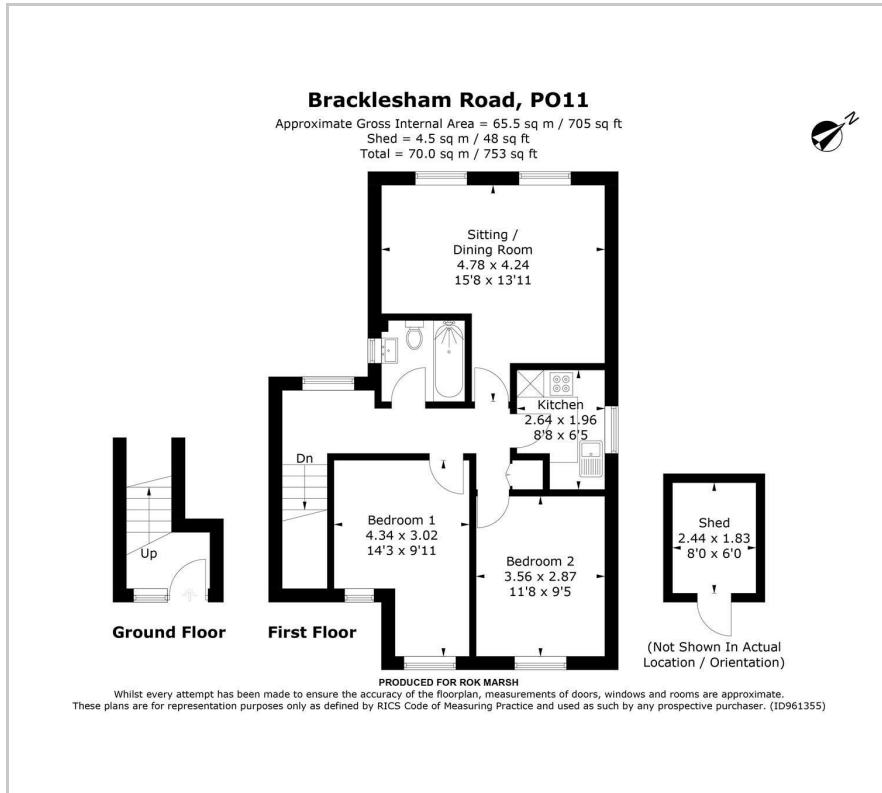 Bracklesham Road, PO11
Approximate Gross Internal Area = 65.5 sq m / 705 sq ft
Shed = 4.5 sq m / 48 sq ft
Total = 70.0 sq m / 753 sq ft
N
Sitting /
Dining Room
4.78 x 4.24
15'8 x 13'11
Kitchen
2.64 x 1.96
8'8 x 6'5
Dn
Bedroom 1
4.34 x 3.02
14'3 x 9'11
Bedroom 2
3.56 x 2.87
11'8 x 9'5
Shed
2.44 x 1.83
8'0 x 6'0
Up
Ground Floor
First Floor
(Not Shown In Actual
Location / Orientation)
PRODUCED FOR ROK MARSH
Whilst every attempt has been made to ensure the accuracy of the floorplan, measurements of doors, windows and rooms are approximate.
These plans are for representation purposes only as defined by RICS Code of Measuring Practice and used as such by any prospective purchaser. (ID961355)